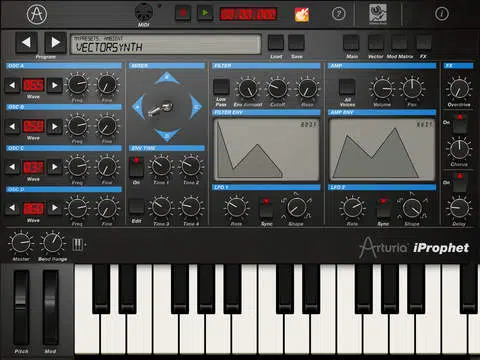 MIDI
?
i
MYPRESETS, AMBIENT
VECTORSYNTH
Program
Load
Save
Main
Vector
Mod Matrix
FX
OSC A
MIXER
FILTER
AMP
FX
Wave
Freq
Fine
Low Pass
Env Amount
Cutoff
Reso
All Voices
Volume
Pan
Overdrive
OSC B
A
B
C
D
Wave
Freq
Fine
FILTER ENV
AMP ENV
On
OSC C
ENV TIME
Wave
Freq
Fine
On
Time 1
Time 2
Chorus
OSC D
LFO 1
LFO 2
On
Wave
Freq
Fine
Edit
Time 3
Time 4
Rate
Sync
Shape
Rate
Sync
Shape
Delay
Master
Bend Range
Arturia iProphet
Pitch
Mod